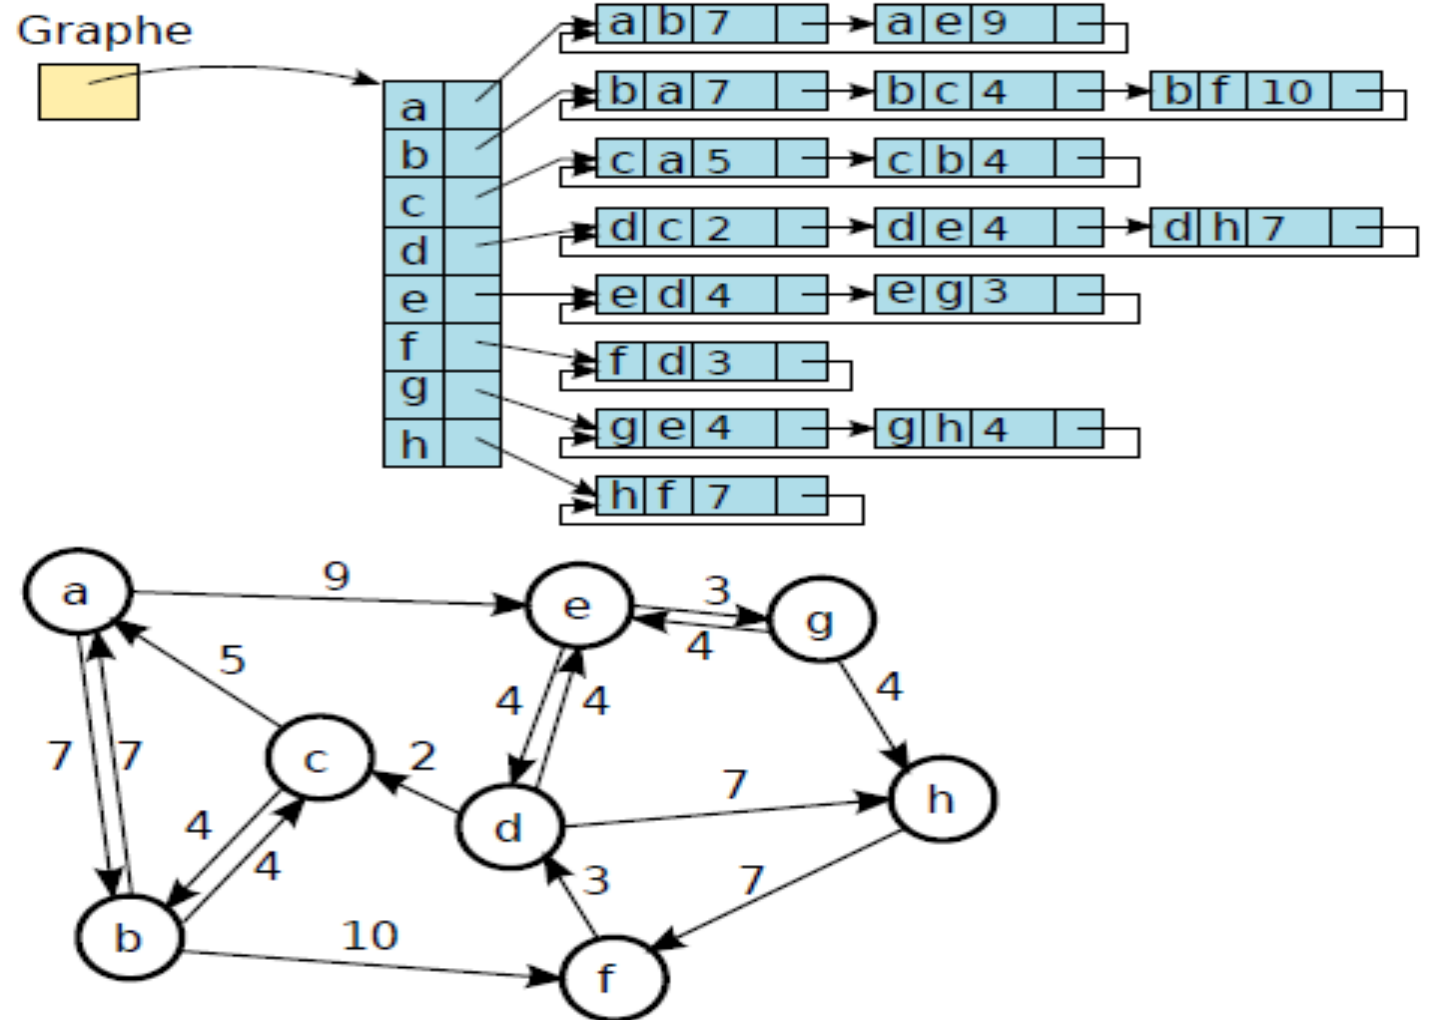 Graphe
a b 7 a e 9
b a 7 b c 4 b f 10
c a 5 c b 4
d c 2 d e 4 d h 7
e d 4 e g 3
f d 3
g e 4 g h 4
h f 7
a
b
c
d
e
f
g
h
a 9 e 3 g
4
5 4 4 4
7 7 c 2 7 h
4 d
4 3 7
b 10 f